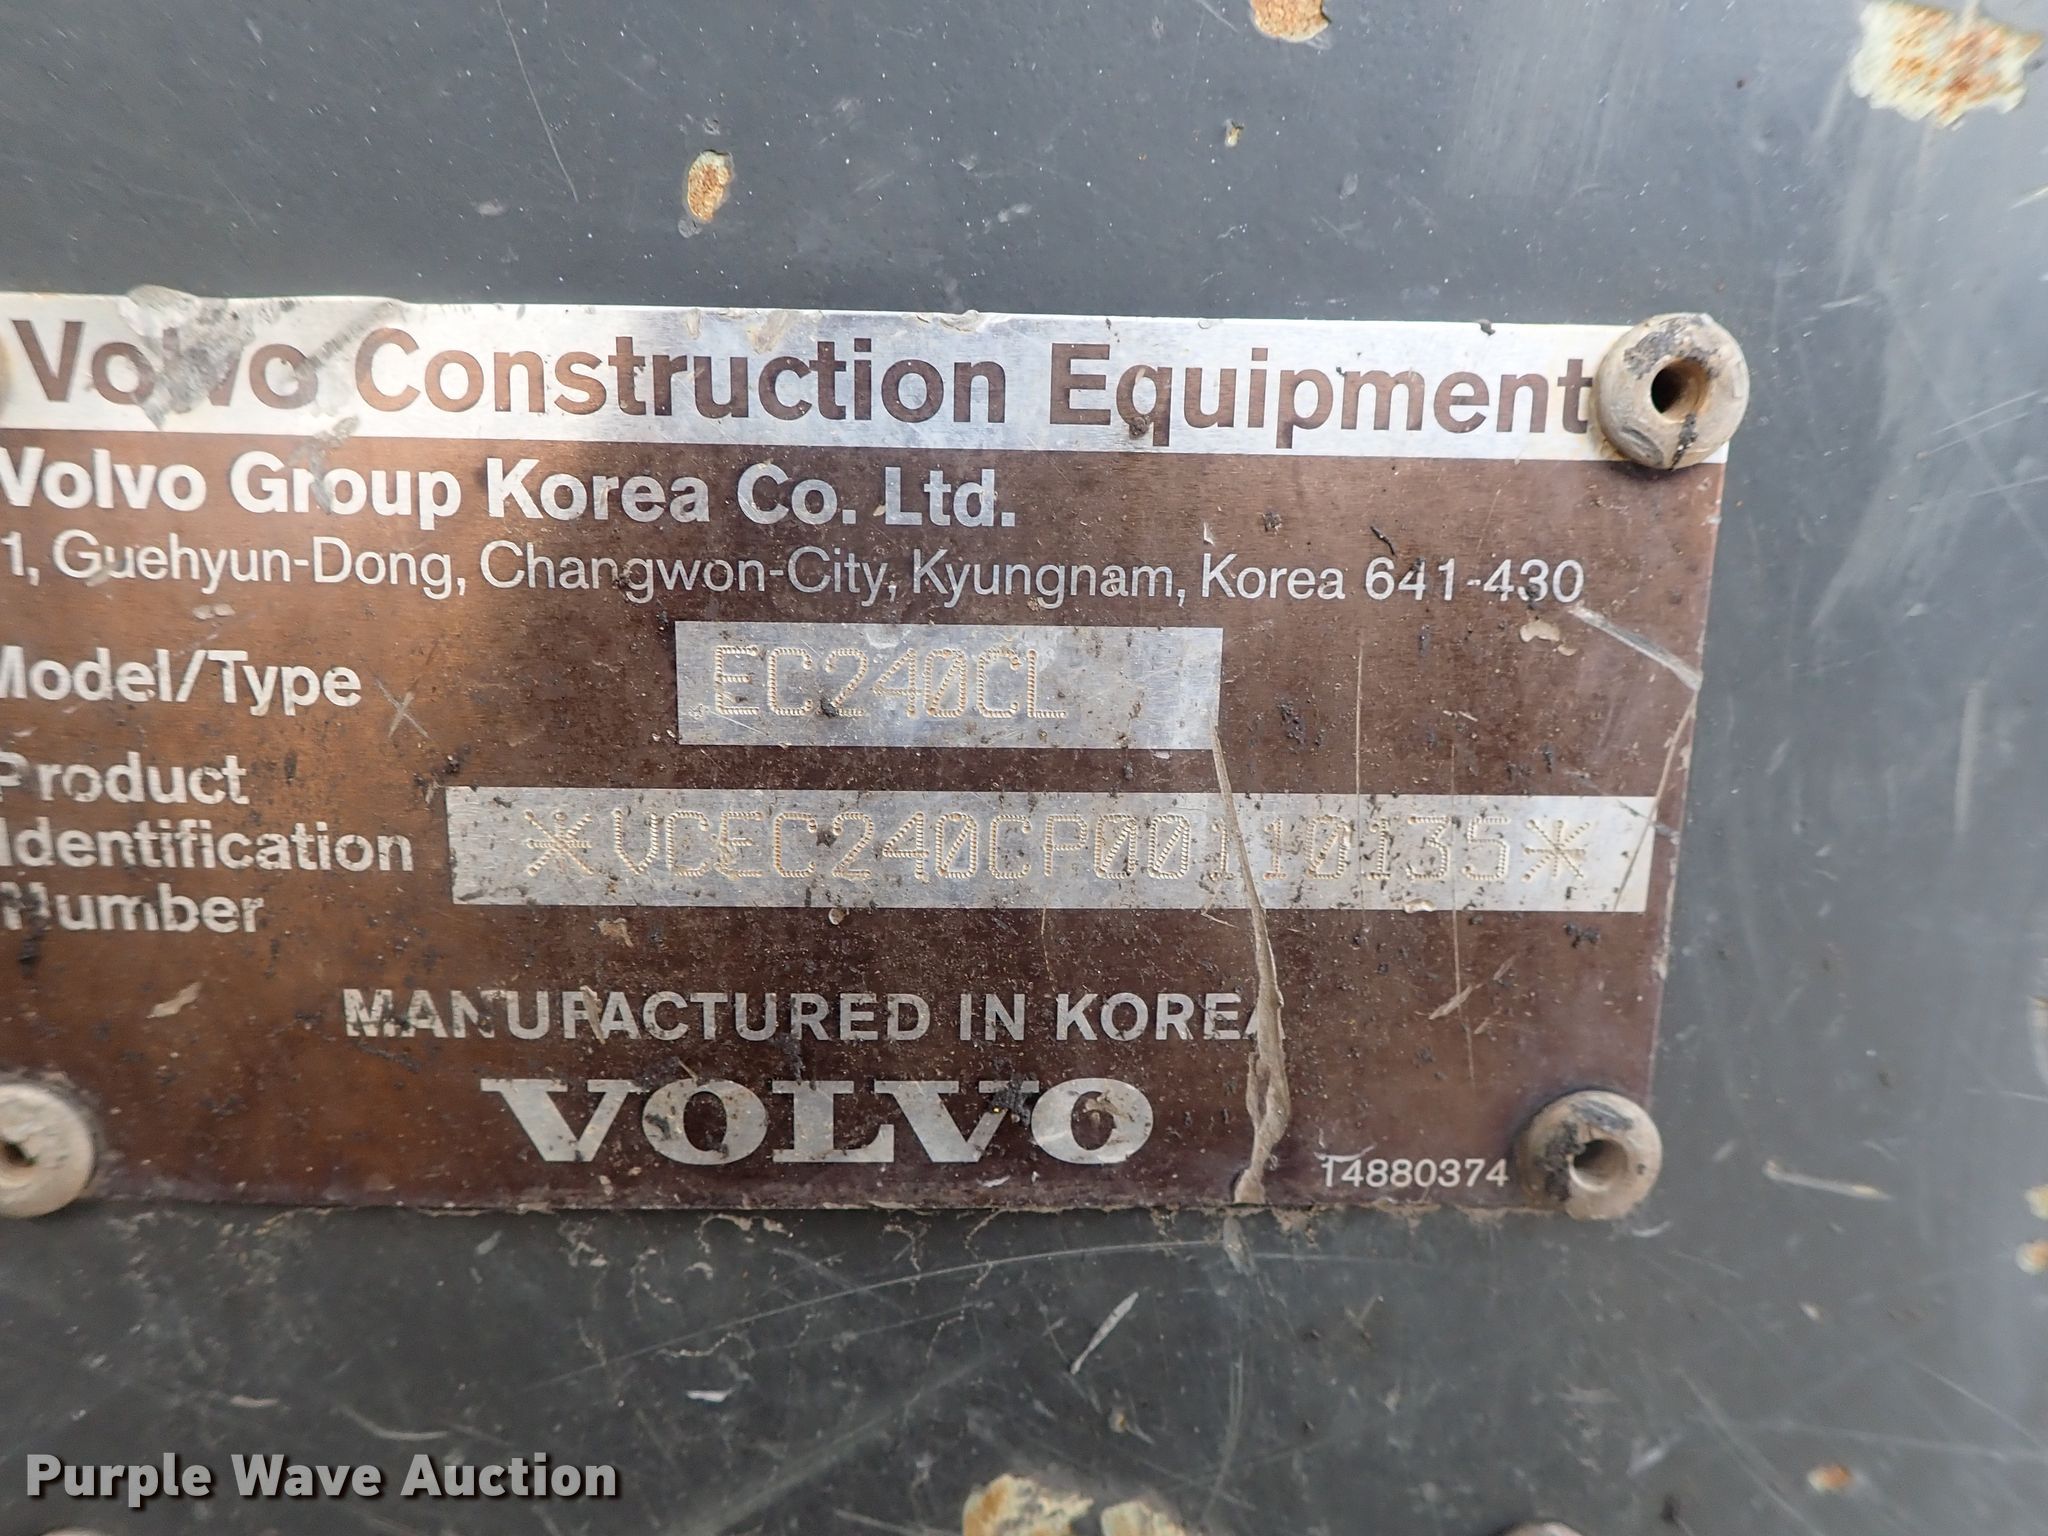 Volvo Construction Equipment
Volvo Group Korea Co. Ltd.
1, Guehyun-Dong, Changwon-City, Kyungnam, Korea 641-430
Model/Type EC240CL
Product
Identification
Number
*VCEC240CP00110135*
MANUFACTURED IN KOREA
VOLVO
14880374
Purple Wave Auction